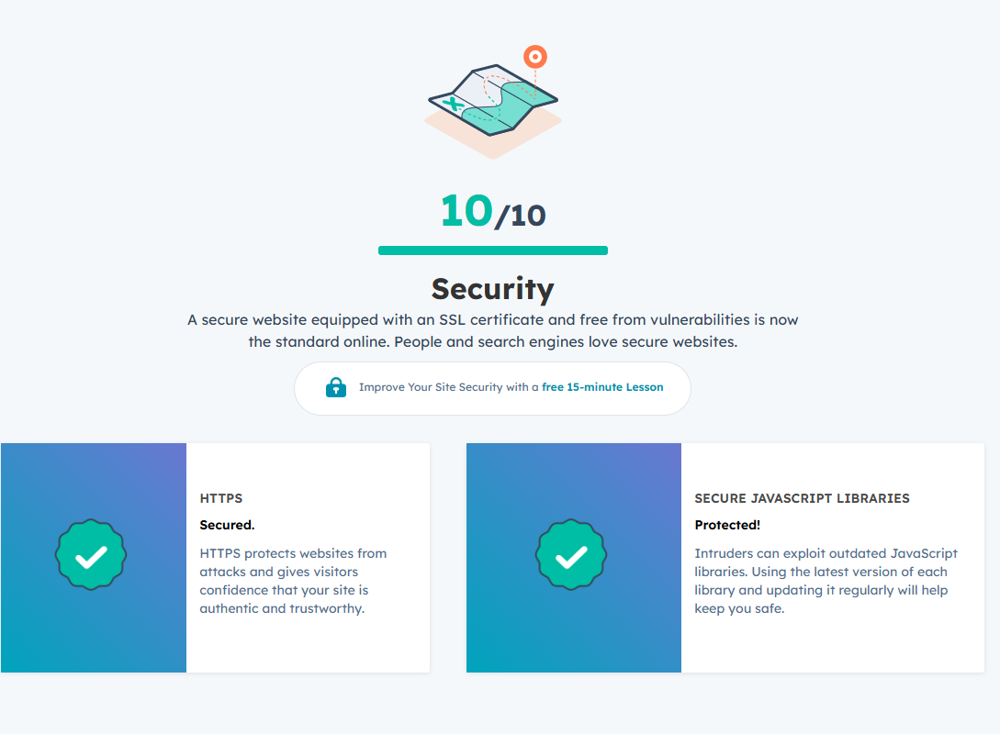 10/10
Security
A secure website equipped with an SSL certificate and free from vulnerabilities is now
the standard online. People and search engines love secure websites.
Improve Your Site Security with a free 15-minute Lesson
HTTPS
Secured.
HTTPS protects websites from
attacks and gives visitors
confidence that your site is
authentic and trustworthy.
SECURE JAVASCRIPT LIBRARIES
Protected!
Intruders can exploit outdated JavaScript
libraries. Using the latest version of each
library and updating it regularly will help
keep you safe.